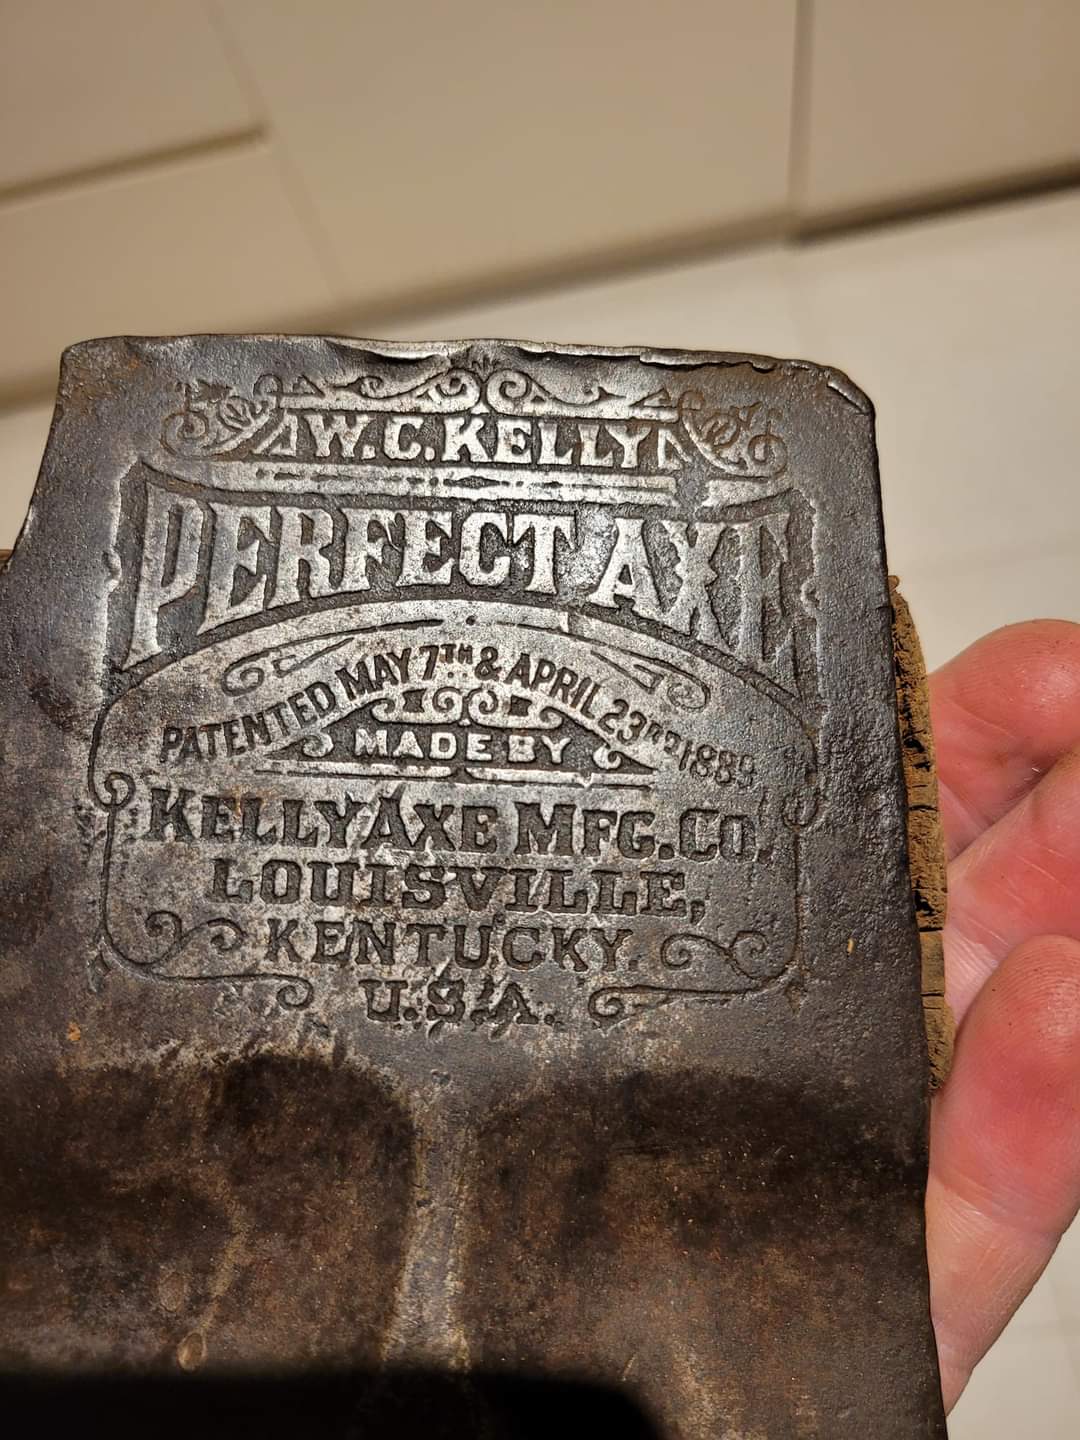 W.C.KELLY
PERFECT AXE
PATENTED MAY 7TH & APRIL 23RD 1889
MADE BY
KELLY AXE MFG. CO.
LOUISVILLE,
KENTUCKY.
U.S.A.